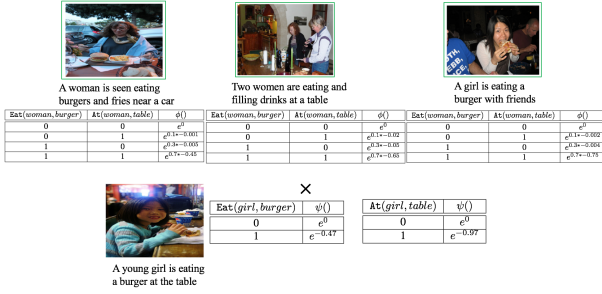 TH,
EBB,
ICE,
A woman is seen eating
burgers and fries near a car
Two women are eating and
filling drinks at a table
A girl is eating a
burger with friends
Eat(woman, burger) At(woman, table) ϕ()
0 0 e^0
0 1 e^{0.1*−0.001}
1 0 e^{0.3*−0.005}
1 1 e^{0.7*−0.45}
Eat(woman, burger) At(woman, table) ϕ()
0 0 e^0
0 1 e^{0.1*−0.02}
1 0 e^{0.3*−0.05}
1 1 e^{0.7*−0.65}
Eat(woman, burger) At(woman, table) ϕ()
0 0 e^0
0 1 e^{0.1*−0.002}
1 0 e^{0.3*−0.004}
1 1 e^{0.7*−0.75}
×
Eat(girl, burger) ψ()
0 e^0
1 e^{−0.47}
At(girl, table) ψ()
0 e^0
1 e^{−0.97}
A young girl is eating
a burger at the table